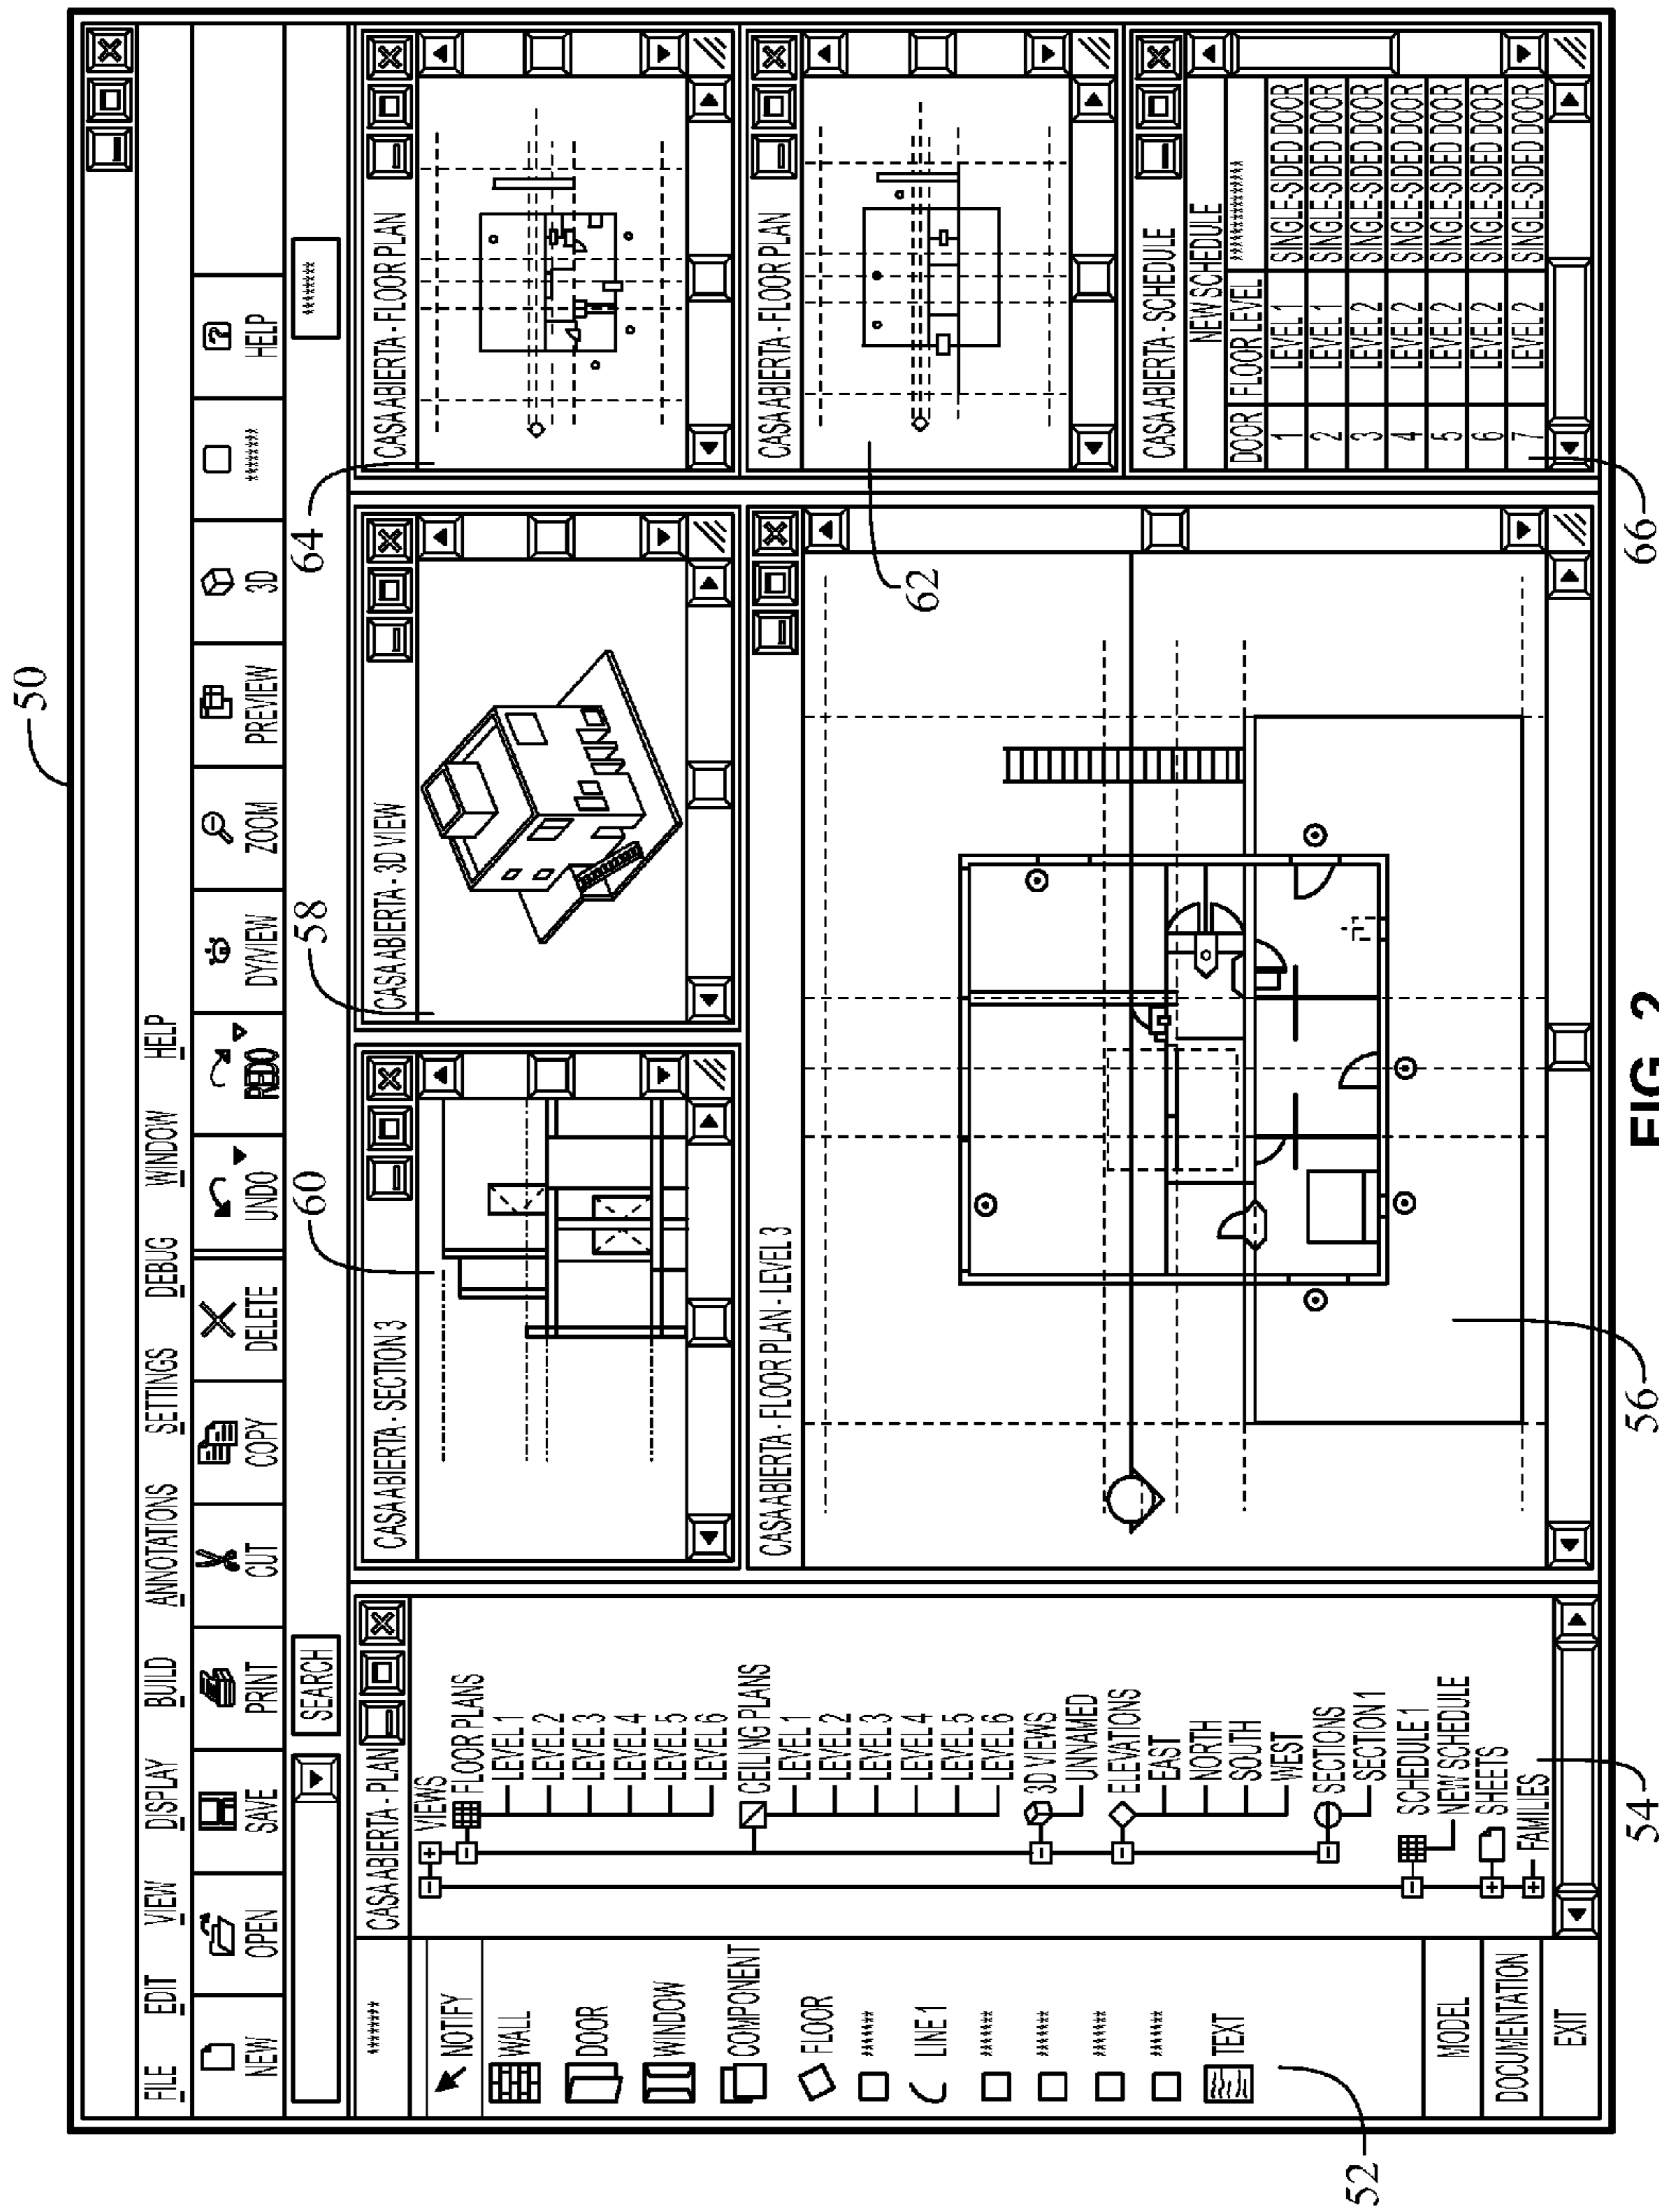 50
FILE EDIT VIEW DISPLAY BUILD ANNOTATIONS SETTINGS DEBUG WINDOW HELP
NEW OPEN SAVE PRINT CUT COPY DELETE UNDO REDO DYNVIEW ZOOM PREVIEW 3D ******* HELP
SEARCH
*******
*******
NOTIFY
WALL
DOOR
WINDOW
COMPONENT
FLOOR
******
LINE 1
******
******
******
******
TEXT
MODEL
DOCUMENTATION
EXIT
52
CASA ABIERTA - PLAN
VIEWS
FLOOR PLANS
LEVEL 1
LEVEL 2
LEVEL 3
LEVEL 4
LEVEL 5
LEVEL 6
CEILING PLANS
LEVEL 1
LEVEL 2
LEVEL 3
LEVEL 4
LEVEL 5
LEVEL 6
3D VIEWS
UNNAMED
ELEVATIONS
EAST
NORTH
SOUTH
WEST
SECTIONS
SECTION 1
SCHEDULE 1
NEW SCHEDULE
SHEETS
FAMILIES
54
60
CASA ABIERTA - SECTION 3
58
CASA ABIERTA - 3D VIEW
CASA ABIERTA - FLOOR PLAN - LEVEL 3
56
64
CASA ABIERTA - FLOOR PLAN
CASA ABIERTA - FLOOR PLAN
62
CASA ABIERTA - SCHEDULE
NEW SCHEDULE
DOOR FLOOR LEVEL **********
1 LEVEL 1 SINGLE-SIDED DOOR
2 LEVEL 1 SINGLE-SIDED DOOR
3 LEVEL 2 SINGLE-SIDED DOOR
4 LEVEL 2 SINGLE-SIDED DOOR
5 LEVEL 2 SINGLE-SIDED DOOR
6 LEVEL 2 SINGLE-SIDED DOOR
7 LEVEL 2 SINGLE-SIDED DOOR
66
FIG. 2